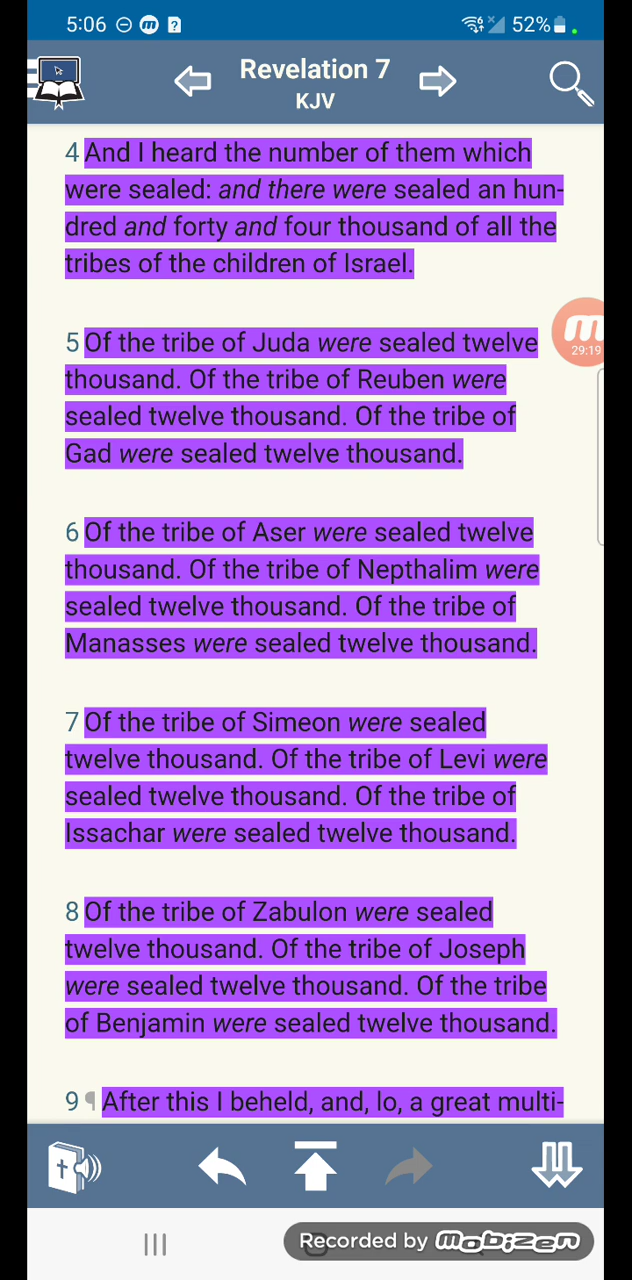 5:06 52%
Revelation 7
KJV
4 And I heard the number of them which
were sealed: and there were sealed an hun-
dred and forty and four thousand of all the
tribes of the children of Israel.
29:19
5 Of the tribe of Juda were sealed twelve
thousand. Of the tribe of Reuben were
sealed twelve thousand. Of the tribe of
Gad were sealed twelve thousand.
6 Of the tribe of Aser were sealed twelve
thousand. Of the tribe of Nepthalim were
sealed twelve thousand. Of the tribe of
Manasses were sealed twelve thousand.
7 Of the tribe of Simeon were sealed
twelve thousand. Of the tribe of Levi were
sealed twelve thousand. Of the tribe of
Issachar were sealed twelve thousand.
8 Of the tribe of Zabulon were sealed
twelve thousand. Of the tribe of Joseph
were sealed twelve thousand. Of the tribe
of Benjamin were sealed twelve thousand.
9 ¶ After this I beheld, and, lo, a great multi-
Recorded by mobizen